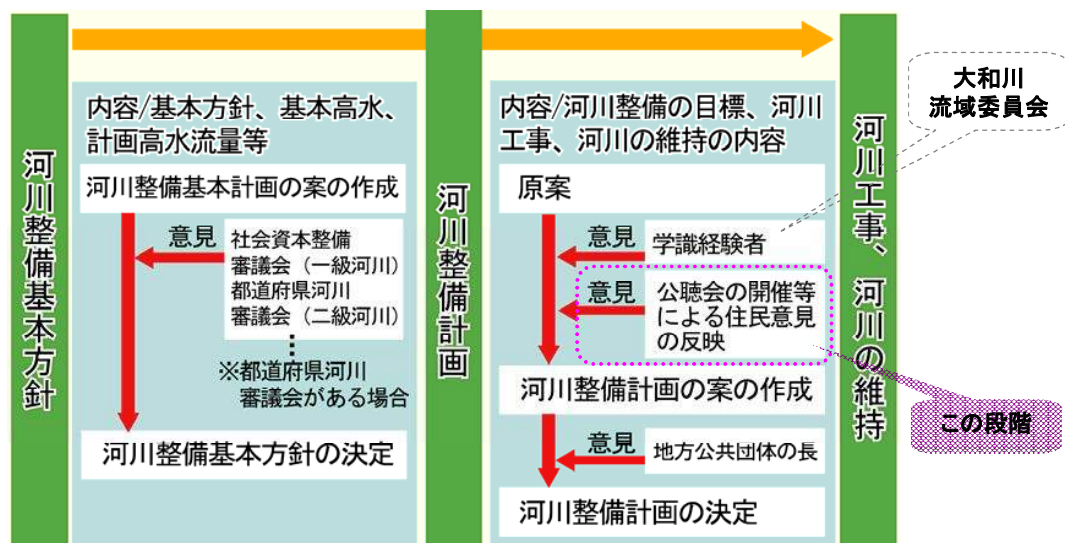 河川整備基本方針
内容/基本方針、基本高水、
計画高水流量等
河川整備基本計画の案の作成
意見
社会資本整備
審議会（一級河川）
都道府県河川
審議会（二級河川）
※都道府県河川
審議会がある場合
河川整備基本方針の決定
河川整備計画
内容/河川整備の目標、河川
工事、河川の維持の内容
原案
意見
学識経験者
意見
公聴会の開催等
による住民意見
の反映
河川整備計画の案の作成
意見
地方公共団体の長
河川整備計画の決定
河川工事、河川の維持
大和川
流域委員会
この段階